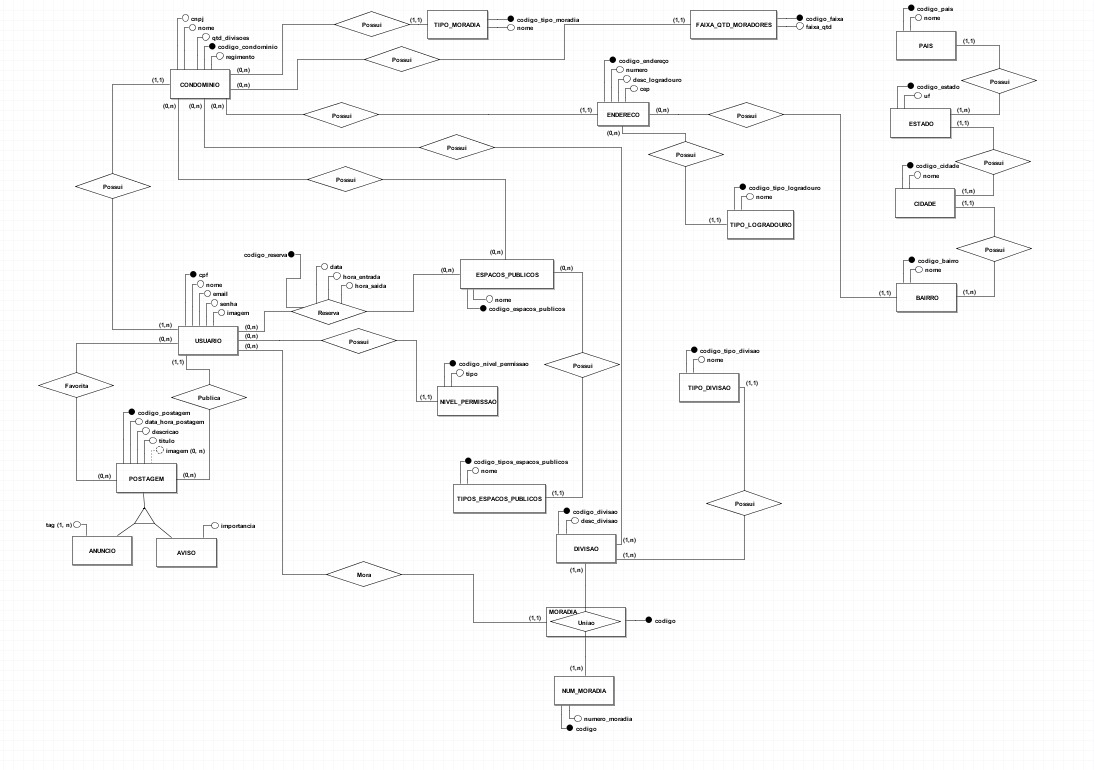 cnpj
nome
qtd_divisoes
codigo_condominio
regimento
CONDOMINIO
(1,1)
(0,n)
(0,n)
(0,n)
(0,n)
(0,n)
Possui
(1,1)
TIPO_MORADIA
codigo_tipo_moradia
nome
Possui
(1,1)
FAIXA_QTD_MORADORES
codigo_faixa
faixa_qtd
codigo_pais
nome
PAIS
(1,1)
Possui
codigo_estado
uf
(1,n)
ESTADO
(1,1)
Possui
codigo_cidade
nome
(1,n)
CIDADE
(1,1)
Possui
codigo_bairro
nome
(1,1)
BAIRRO
(1,n)
codigo_endereço
numero
desc_logradouro
cep
Possui
(1,1)
ENDERECO
(0,n)
Possui
(0,n)
Possui
codigo_tipo_logradouro
nome
(1,1)
TIPO_LOGRADOURO
Possui
Possui
Possui
(0,n)
codigo_reserva
data
hora_entrada
hora_saida
Reserva
(0,n)
ESPACOS_PUBLICOS
(0,n)
nome
codigo_espacos_publicos
cpf
nome
email
senha
imagem
(1,n)
(0,n)
USUARIO
(0,n)
(0,n)
(0,n)
(1,1)
Possui
codigo_nivel_permissao
tipo
(1,1)
NIVEL_PERMISSAO
Possui
codigo_tipo_divisao
nome
TIPO_DIVISAO
(1,1)
Favorita
Publica
codigo_postagem
data_hora_postagem
descricao
titulo
imagem (0, n)
(0,n)
POSTAGEM
(0,n)
codigo_tipos_espacos_publicos
nome
TIPOS_ESPACOS_PUBLICOS
(1,1)
Possui
tag (1, n)
importancia
ANUNCIO
AVISO
codigo_divisao
desc_divisao
DIVISAO
(1,n)
(1,n)
(1,n)
Mora
(1,1)
MORADIA
Uniao
codigo
(1,n)
NUM_MORADIA
numero_moradia
codigo